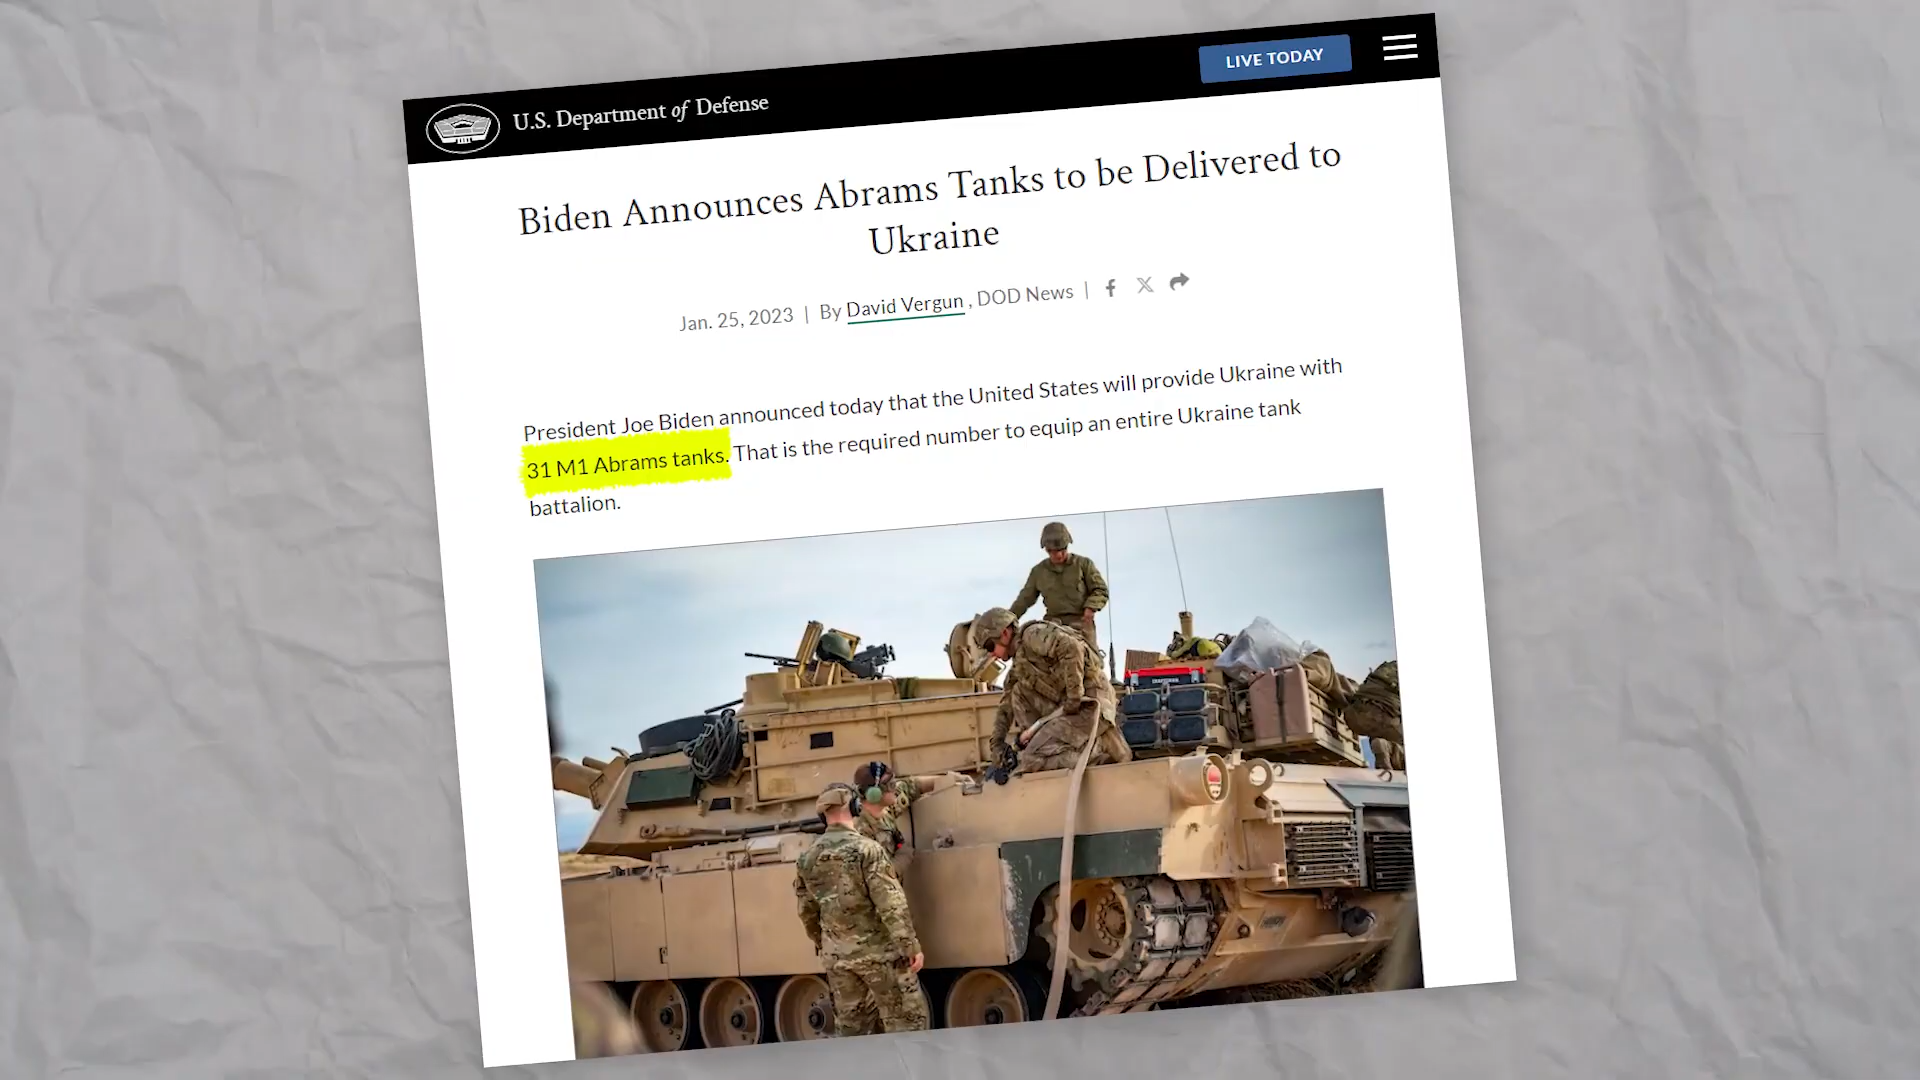 U.S. Department of Defense
LIVE TODAY
Biden Announces Abrams Tanks to be Delivered to
Ukraine
Jan. 25, 2023 | By David Vergun , DOD News |
President Joe Biden announced today that the United States will provide Ukraine with
31 M1 Abrams tanks. That is the required number to equip an entire Ukraine tank
battalion.